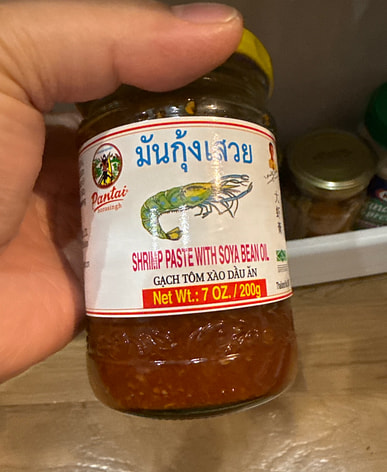 มันกุ้งเสวย
Pantai
SHRIMP PASTE WITH SOYA BEAN OIL
GẠCH TÔM XÀO DẦU ĂN
Net Wt.: 7 OZ. / 200g